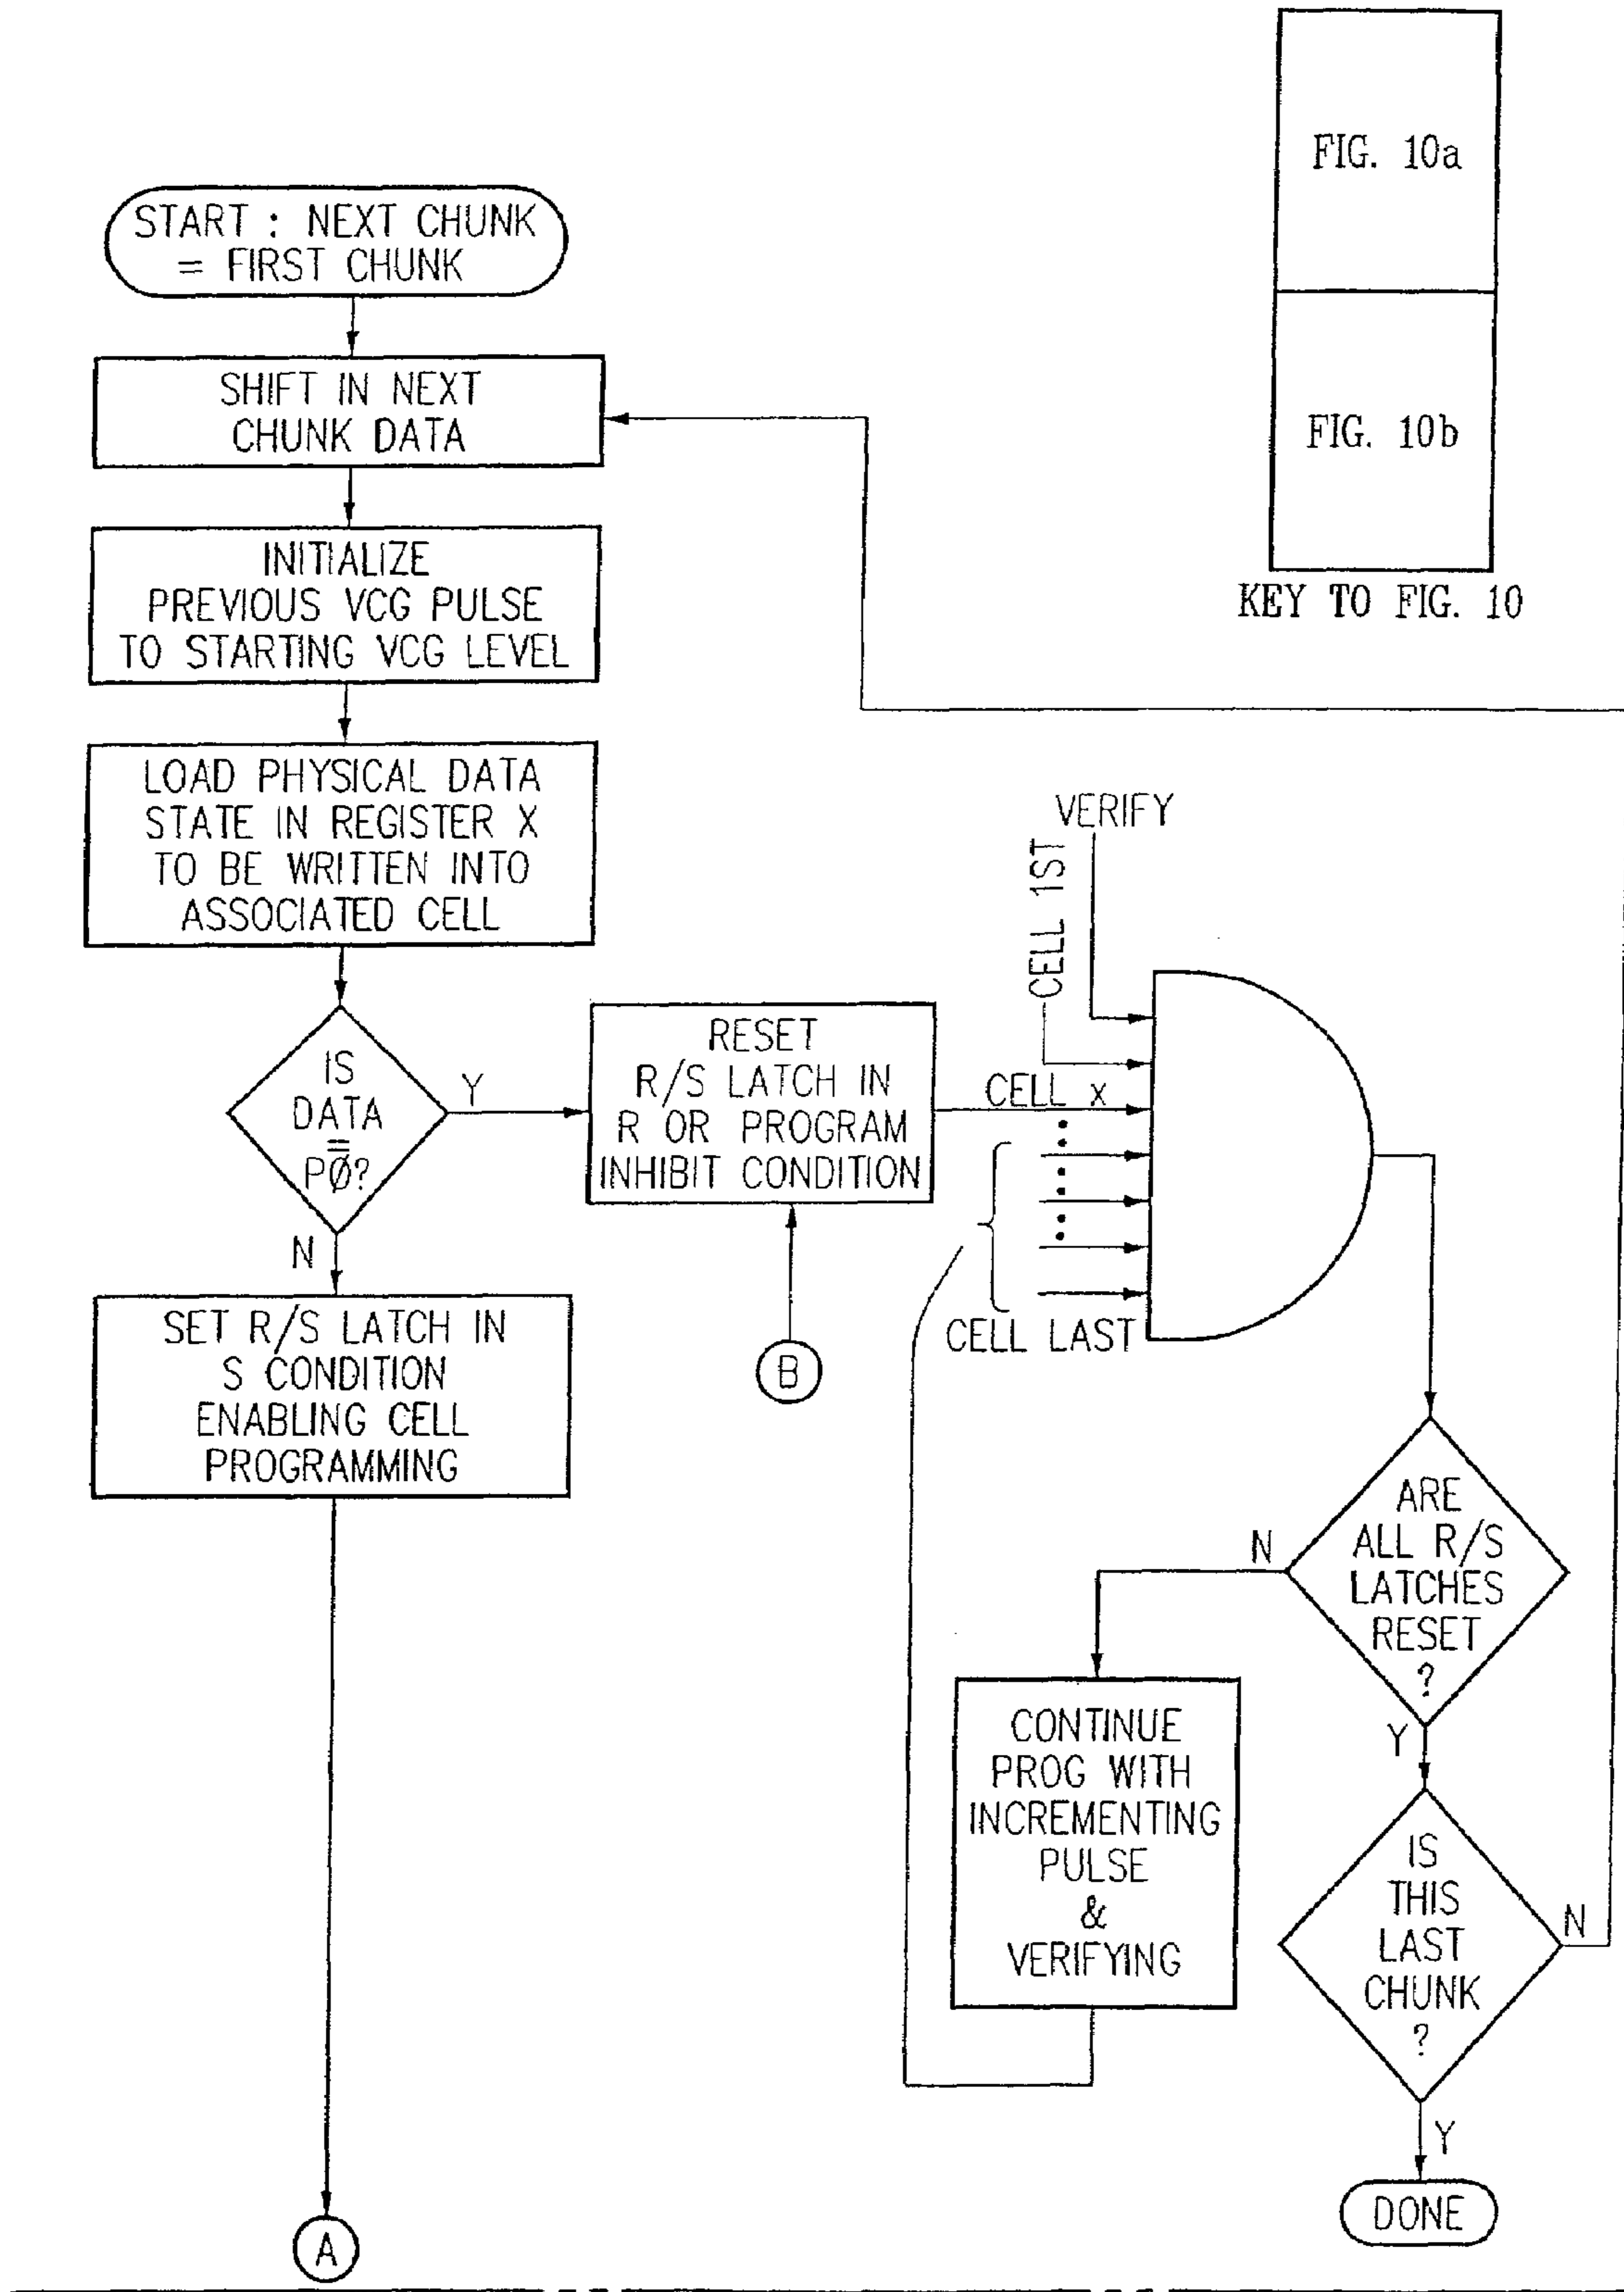 FIG. 10a
FIG. 10b
KEY TO FIG. 10
START : NEXT CHUNK
= FIRST CHUNK
SHIFT IN NEXT
CHUNK DATA
INITIALIZE
PREVIOUS VCG PULSE
TO STARTING VCG LEVEL
LOAD PHYSICAL DATA
STATE IN REGISTER X
TO BE WRITTEN INTO
ASSOCIATED CELL
IS
DATA
=
PØ?
Y
N
RESET
R/S LATCH IN
R OR PROGRAM
INHIBIT CONDITION
B
SET R/S LATCH IN
S CONDITION
ENABLING CELL
PROGRAMMING
A
VERIFY
CELL 1ST
CELL x
CELL LAST
ARE
ALL R/S
LATCHES
RESET
?
N
Y
CONTINUE
PROG WITH
INCREMENTING
PULSE
&
VERIFYING
IS
THIS
LAST
CHUNK
?
N
Y
DONE